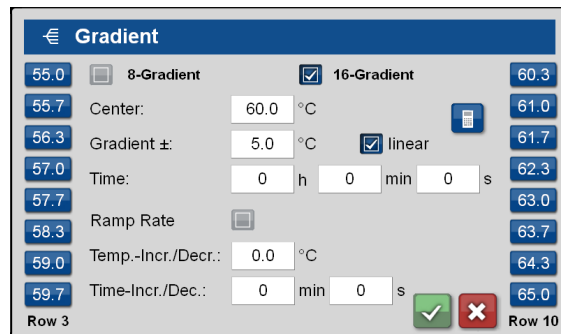 Gradient
55.0 8-Gradient 16-Gradient 60.3
55.7 Center: 60.0 °C 61.0
56.3 Gradient ±: 5.0 °C linear 61.7
57.0 Time: 0 h 0 min 0 s 62.3
57.7 63.0
58.3 Ramp Rate 63.7
59.0 Temp.-Incr./Decr.: 0.0 °C 64.3
59.7 Time-Incr./Dec.: 0 min 0 s 65.0
Row 3 Row 10